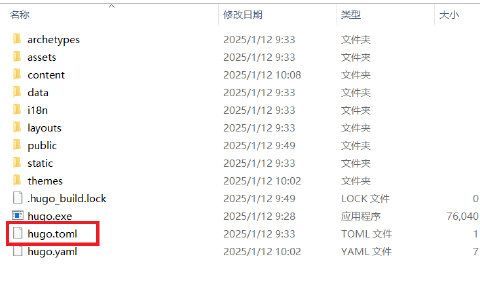 名称 修改日期 类型 大小
archetypes 2025/1/12 9:33 文件夹
assets 2025/1/12 9:33 文件夹
content 2025/1/12 10:08 文件夹
data 2025/1/12 9:33 文件夹
i18n 2025/1/12 9:33 文件夹
layouts 2025/1/12 9:33 文件夹
public 2025/1/12 9:49 文件夹
static 2025/1/12 9:33 文件夹
themes 2025/1/12 10:02 文件夹
.hugo_build.lock 2025/1/12 9:49 LOCK 文件 0
hugo.exe 2025/1/12 9:28 应用程序 76,040
hugo.toml 2025/1/12 9:33 TOML 文件 1
hugo.yaml 2025/1/12 10:02 YAML 文件 7